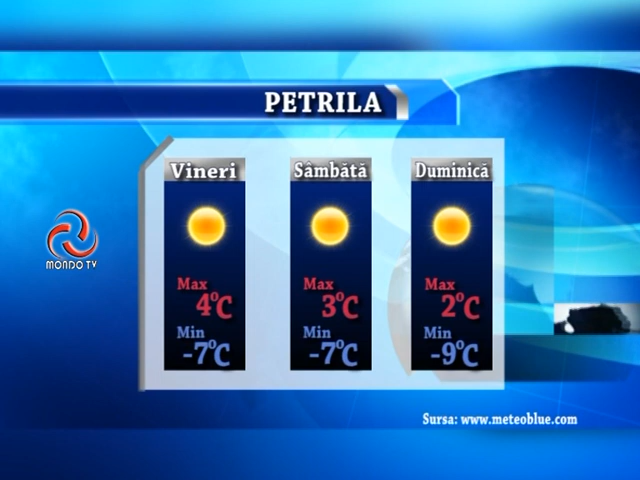 PETRILA
Vineri
Sâmbătă
Duminică
Max
4°C
Min
-7°C
Max
3°C
Min
-7°C
Max
2°C
Min
-9°C
MONDO TV
Sursa: www.meteoblue.com